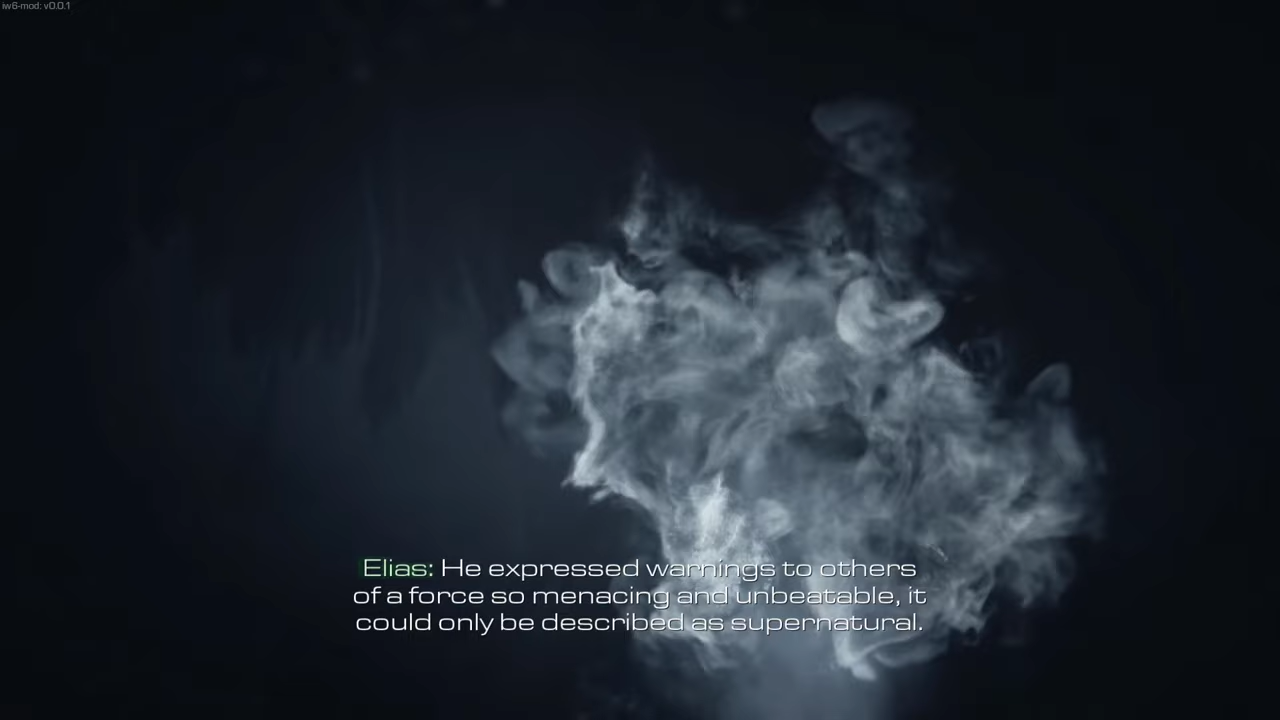 iw6-mod: v0.0.1
Elias: He expressed warnings to others
of a force so menacing and unbeatable, it
could only be described as supernatural.